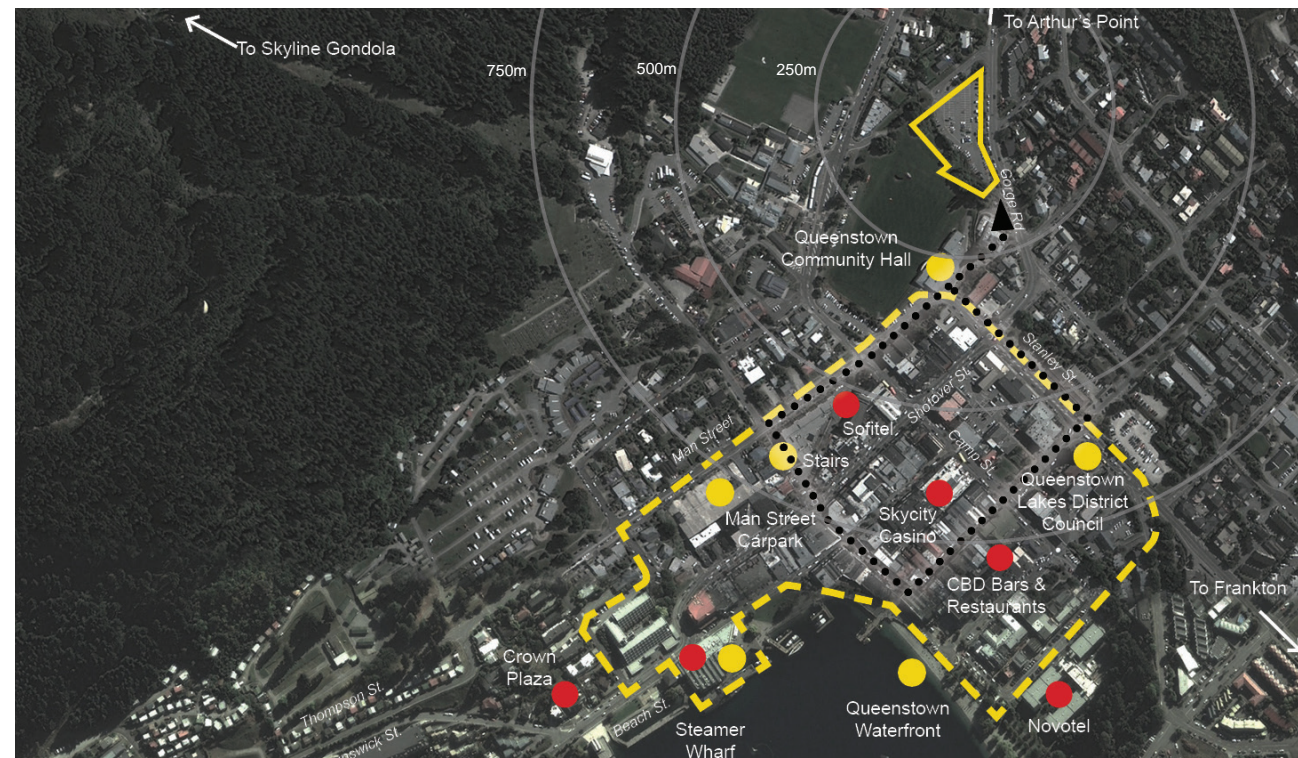 To Arthur's Point
To Skyline Gondola
750m
500m
250m
Gorge Rd
Queenstown
Community Hall
Stanley St.
Shotover St.
Sofitel
Man Street
Camp St.
Stairs
Queenstown
Lakes District
Council
Man Street
Carpark
Skycity
Casino
CBD Bars &
Restaurants
To Frankton
Crown
Plaza
Thompson St.
Beach St.
Queenstown
Waterfront
Novotel
Steamer
Wharf